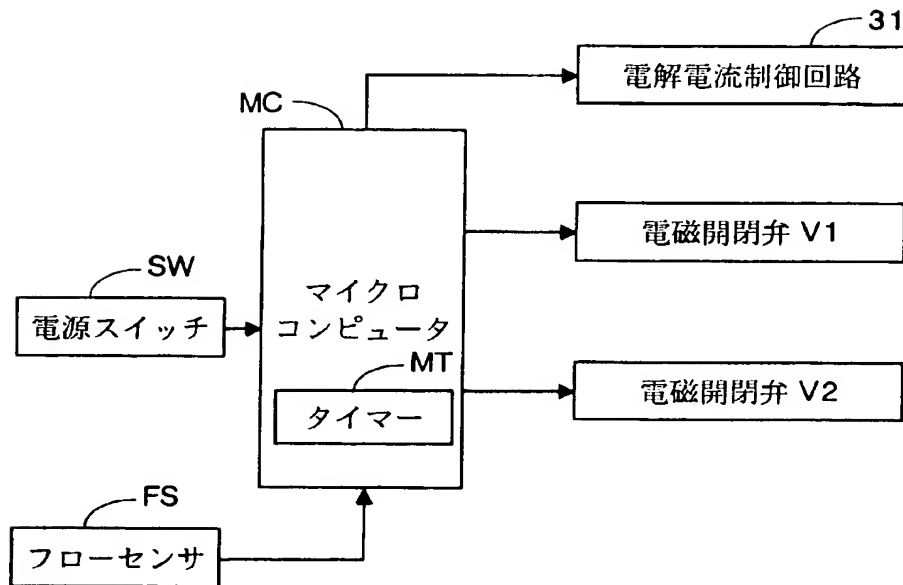 31
電解電流制御回路
MC
電磁開閉弁 V1
SW
電源スイッチ
マイクロ
コンピュータ
MT
タイマー
電磁開閉弁 V2
FS
フローセンサ